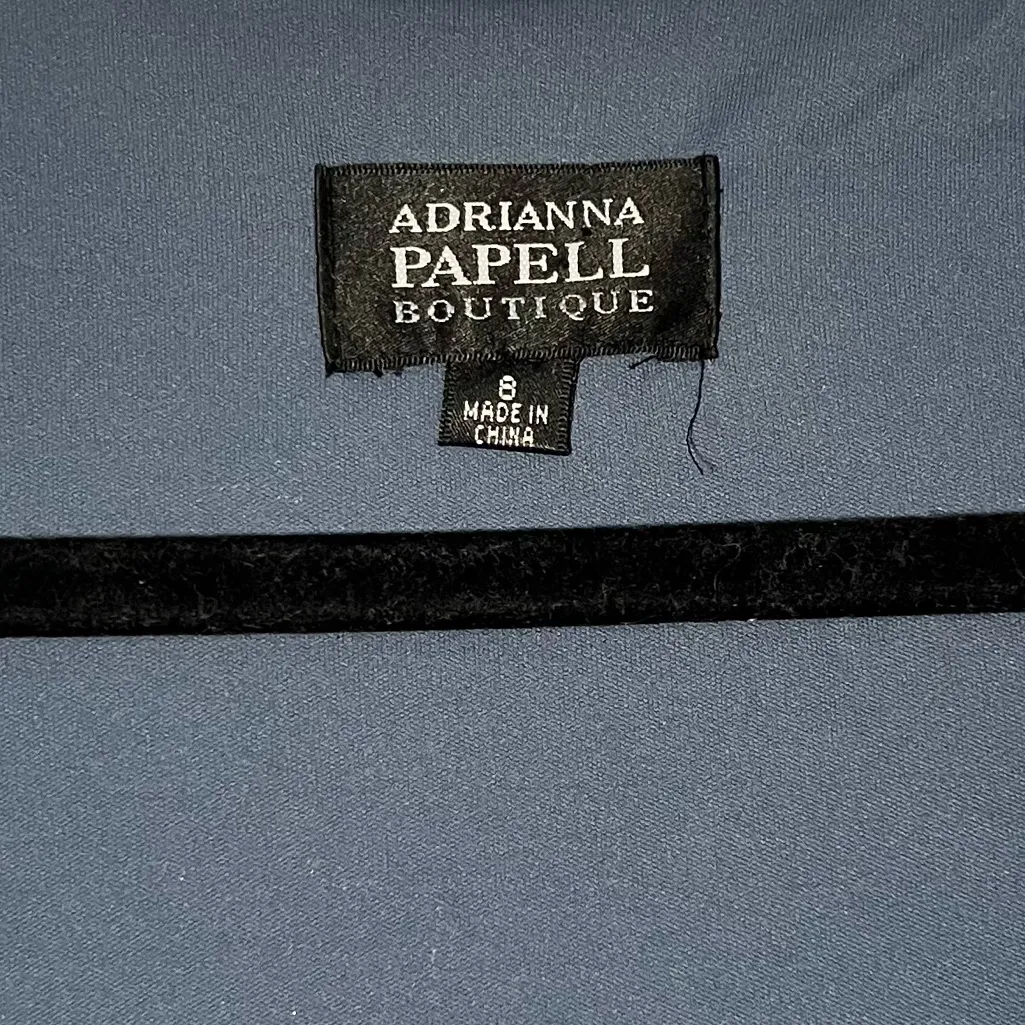 ADRIANNA
PAPELL
BOUTIQUE
8
MADE IN
CHINA